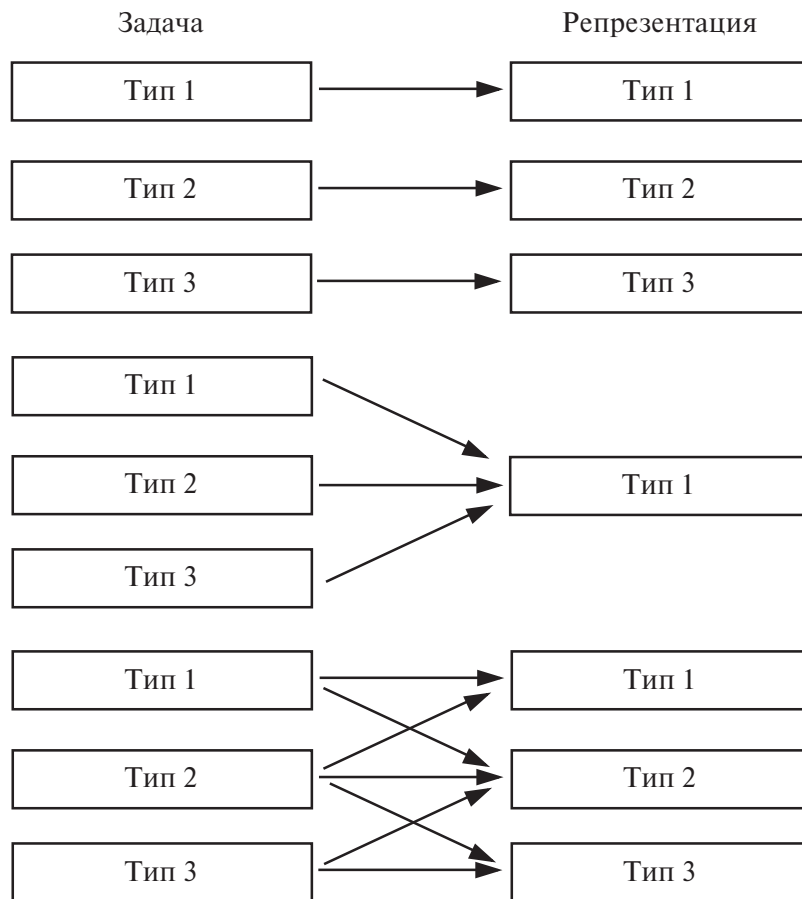 Задача Репрезентация
Тип 1 Тип 1
Тип 2 Тип 2
Тип 3 Тип 3
Тип 1
Тип 2 Тип 1
Тип 3
Тип 1 Тип 1
Тип 2 Тип 2
Тип 3 Тип 3